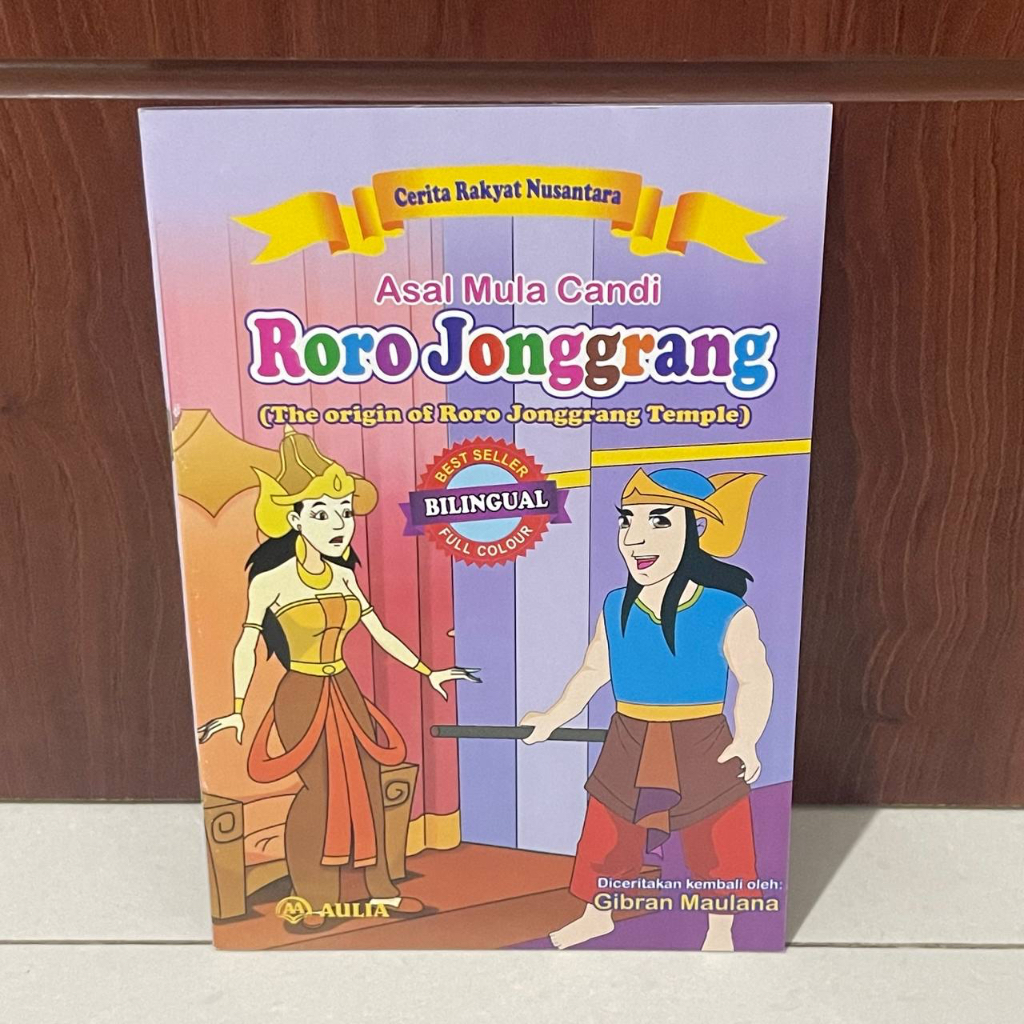 Cerita Rakyat Nusantara
Asal Mula Candi
Roro Jonggrang
(The origin of Roro Jonggrang Temple)
BEST SELLER
BILINGUAL
FULL COLOUR
Diceritakan kembali oleh:
Gibran Maulana
AA AULIA